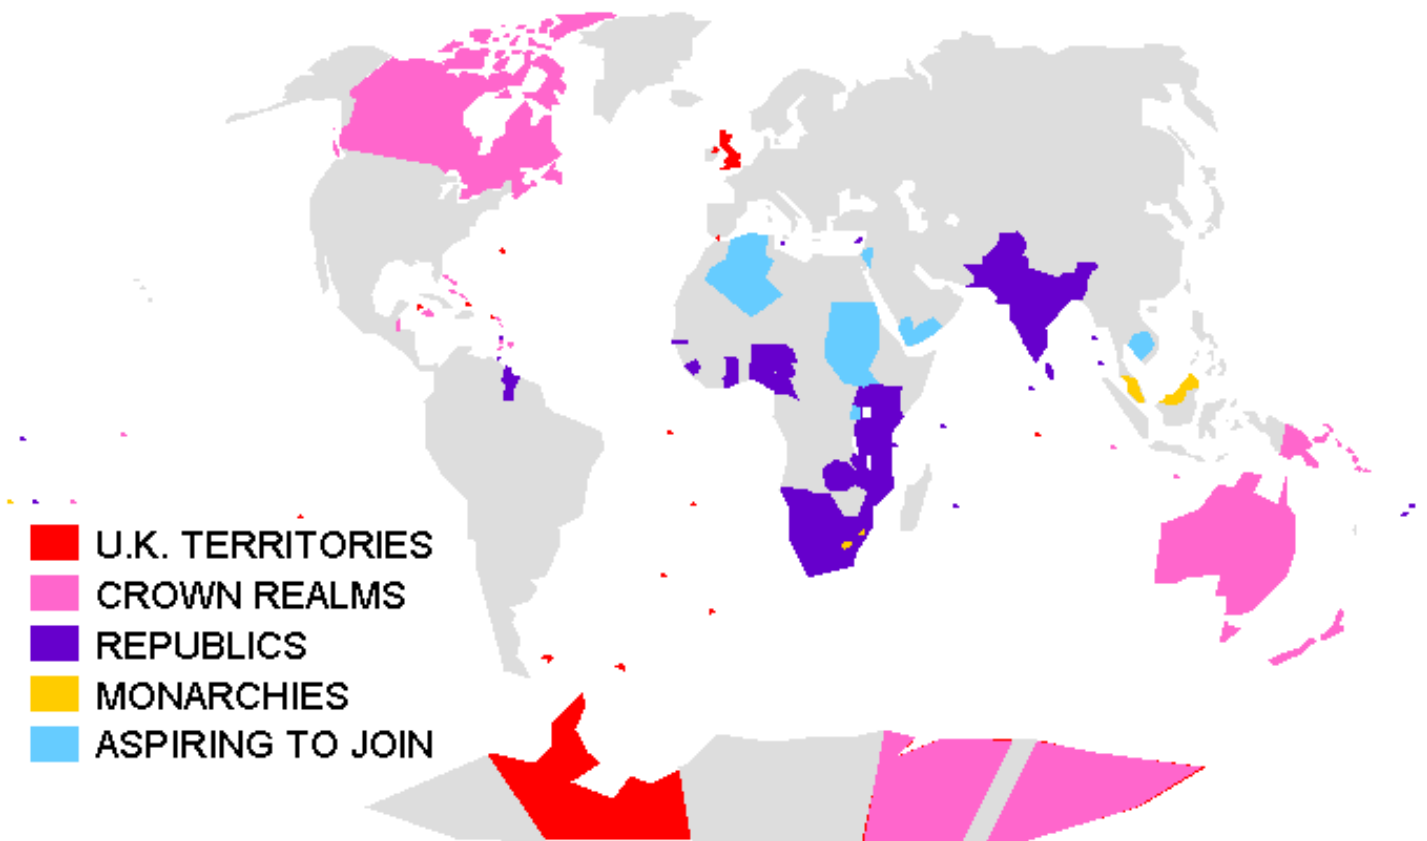 U.K. TERRITORIES
CROWN REALMS
REPUBLICS
MONARCHIES
ASPIRING TO JOIN